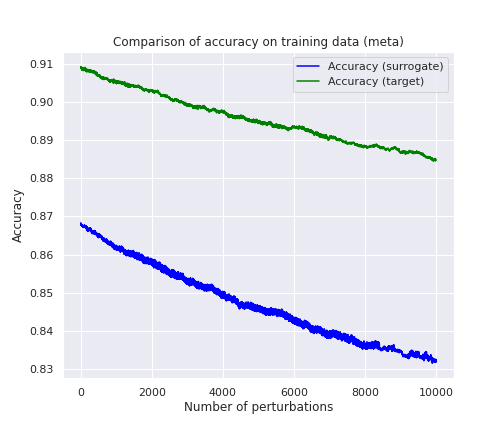 Comparison of accuracy on training data (meta)
Accuracy (surrogate)
Accuracy (target)
Accuracy
0.91
0.90
0.89
0.88
0.87
0.86
0.85
0.84
0.83
0 2000 4000 6000 8000 10000
Number of perturbations